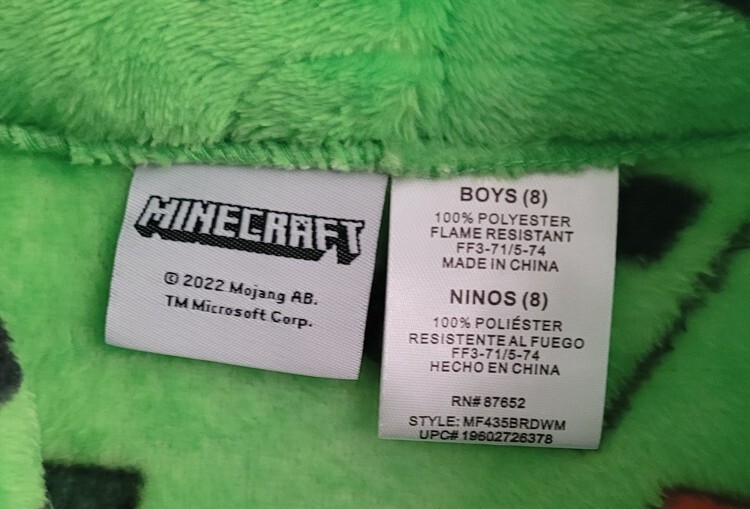 MINECRAFT
© 2022 Mojang AB.
TM Microsoft Corp.
BOYS (8)
100% POLYESTER
FLAME RESISTANT
FF3-71/5-74
MADE IN CHINA
NINOS (8)
100% POLIÉSTER
RESISTENTE AL FUEGO
FF3-71/5-74
HECHO EN CHINA
RN# 87652
STYLE: MF435BRDWM
UPC# 19602726378